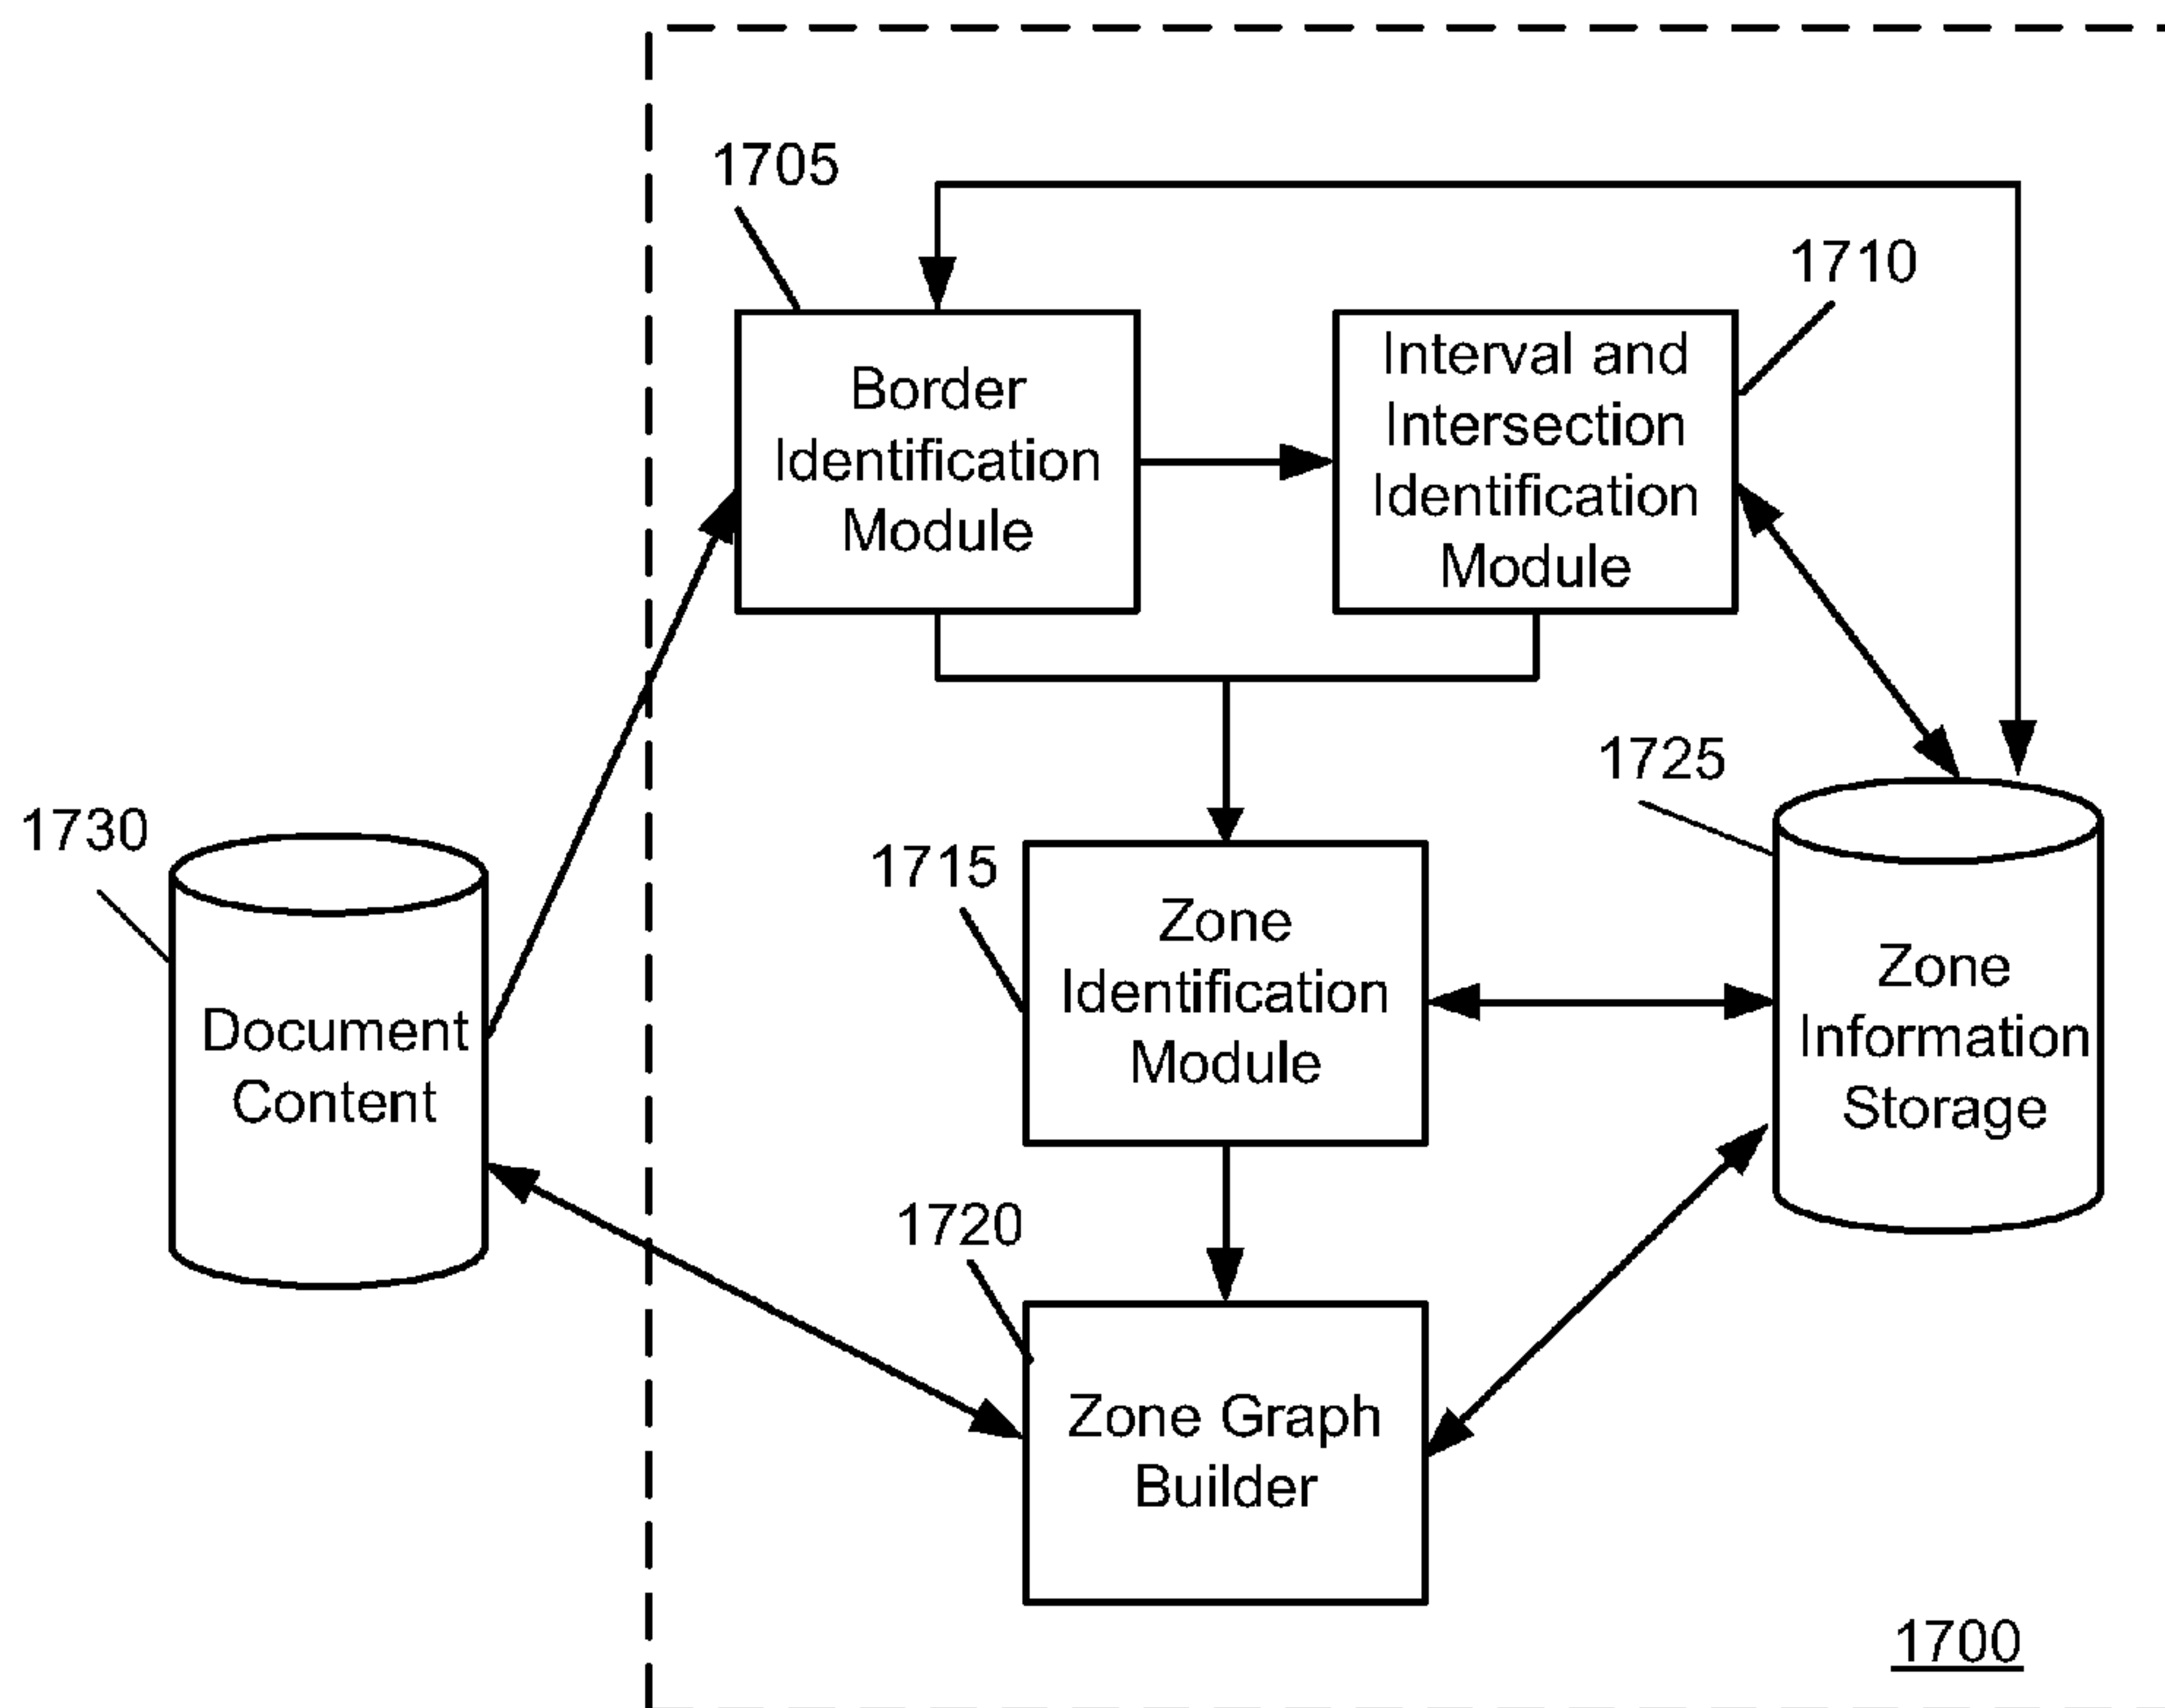 1705
1710
Border
Identification
Module
Interval and
Intersection
Identification
Module
1725
1730
1715
Document
Content
Zone
Identification
Module
Zone
Information
Storage
1720
Zone Graph
Builder
1700